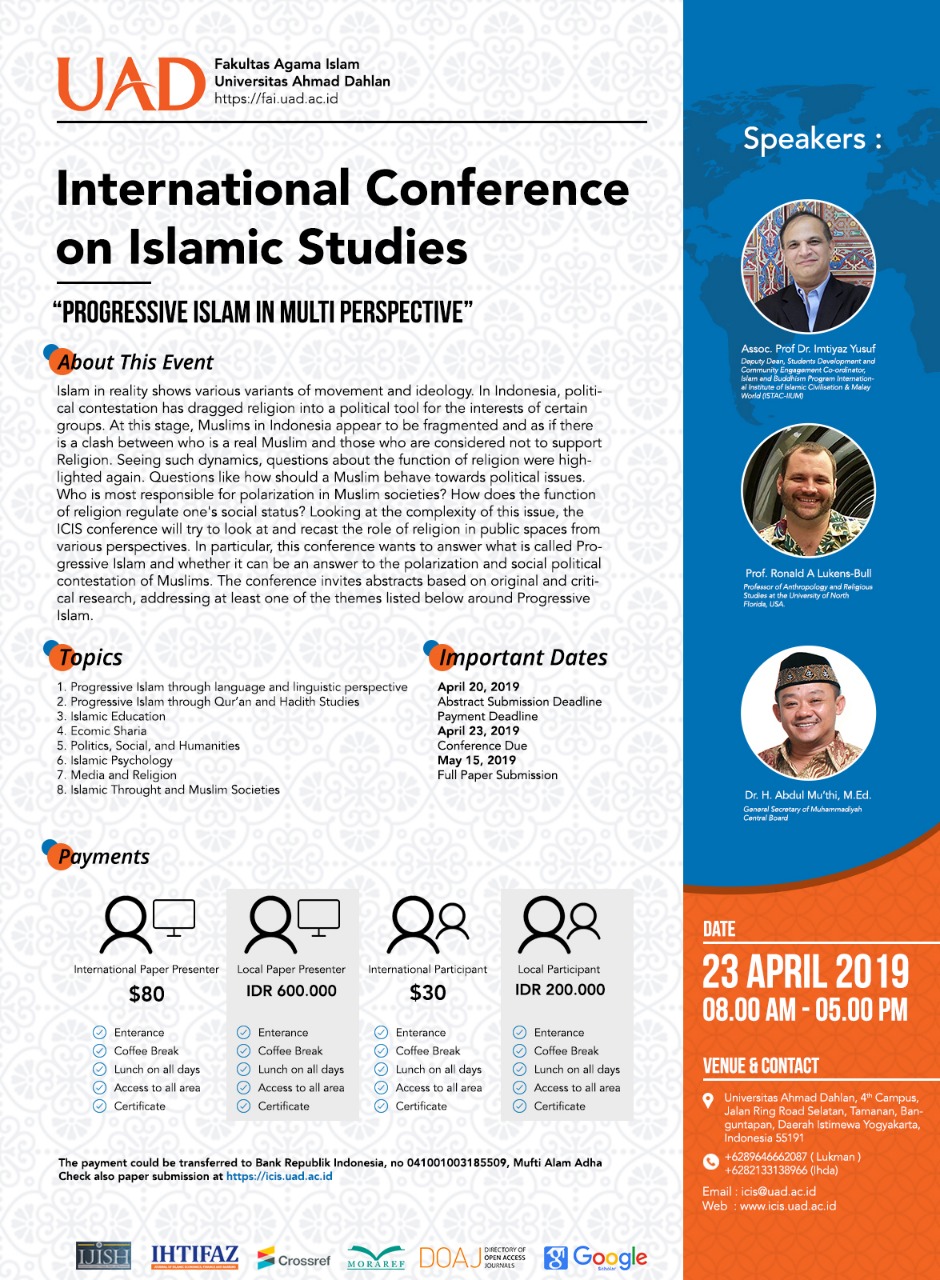 UAD
Fakultas Agama Islam
Universitas Ahmad Dahlan
https://fai.uad.ac.id
International Conference
on Islamic Studies
“PROGRESSIVE ISLAM IN MULTI PERSPECTIVE”
About This Event
Islam in reality shows various variants of movement and ideology. In Indonesia, politi-
cal contestation has dragged religion into a political tool for the interests of certain
groups. At this stage, Muslims in Indonesia appear to be fragmented and as if there
is a clash between who is a real Muslim and those who are considered not to support
Religion. Seeing such dynamics, questions about the function of religion were high-
lighted again. Questions like how should a Muslim behave towards political issues.
Who is most responsible for polarization in Muslim societies? How does the function
of religion regulate one's social status? Looking at the complexity of this issue, the
ICIS conference will try to look at and recast the role of religion in public spaces from
various perspectives. In particular, this conference wants to answer what is called Pro-
gressive Islam and whether it can be an answer to the polarization and social political
contestation of Muslims. The conference invites abstracts based on original and criti-
cal research, addressing at least one of the themes listed below around Progressive
Islam.
Topics
1. Progressive Islam through language and linguistic perspective
2. Progressive Islam through Qur'an and Hadith Studies
3. Islamic Education
4. Ecomic Sharia
5. Politics, Social, and Humanities
6. Islamic Psychology
7. Media and Religion
8. Islamic Throught and Muslim Societies
Important Dates
April 20, 2019
Abstract Submission Deadline
Payment Deadline
April 23, 2019
Conference Due
May 15, 2019
Full Paper Submission
Payments
International Paper Presenter
$80
Enterance
Coffee Break
Lunch on all days
Access to all area
Certificate
Local Paper Presenter
IDR 600.000
Enterance
Coffee Break
Lunch on all days
Access to all area
Certificate
International Participant
$30
Enterance
Coffee Break
Lunch on all days
Access to all area
Certificate
Local Participant
IDR 200.000
Enterance
Coffee Break
Lunch on all days
Access to all area
Certificate
The payment could be transferred to Bank Republik Indonesia, no 041001003185509, Mufti Alam Adha
Check also paper submission at https://icis.uad.ac.id
IJISH
IHTIFAZ
Crossref
MORAREF
DOAJ
DIRECTORY OF
OPEN ACCESS
JOURNALS
Google
Speakers :
Assoc. Prof Dr. Imtiyaz Yusuf
Deputy Dean, Students Development and
Community Engagement Co-ordinator,
Islam and Buddhism Program Internation-
al Institute of Islamic Civilisation & Malay
World (ISTAC-IIUM)
Prof. Ronald A Lukens-Bull
Professor of Anthropology and Religious
Studies at the University of North
Florida, USA.
Dr. H. Abdul Mu'thi, M.Ed.
General Secretary of Muhammadiyah
Central Board
DATE
23 APRIL 2019
08.00 AM - 05.00 PM
VENUE & CONTACT
Universitas Ahmad Dahlan, 4th Campus,
Jalan Ring Road Selatan, Tamanan, Ban-
guntapan, Daerah Istimewa Yogyakarta,
Indonesia 55191
+6289646662087 ( Lukman )
+6282133138966 (Ihda)
Email : icis@uad.ac.id
Web : www.icis.uad.ac.id